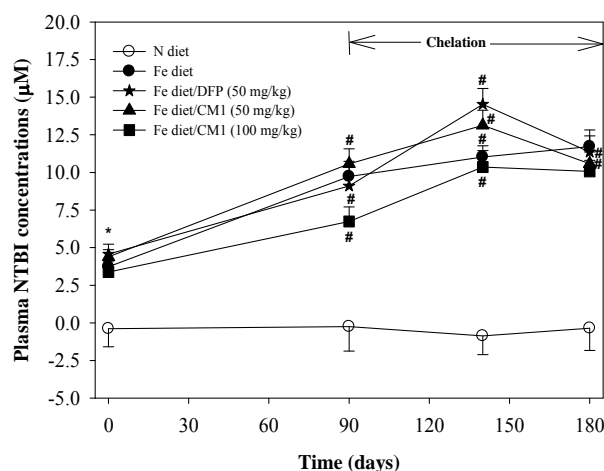 Plasma NTBI concentrations (μM)
20.0
17.5
15.0
12.5
10.0
7.5
5.0
2.5
0.0
-2.5
-5.0
Chelation
N diet
Fe diet
Fe diet/DFP (50 mg/kg)
Fe diet/CM1 (50 mg/kg)
Fe diet/CM1 (100 mg/kg)
*
#
#
#
#
#
#
#
#
#
0 30 60 90 120 150 180
Time (days)